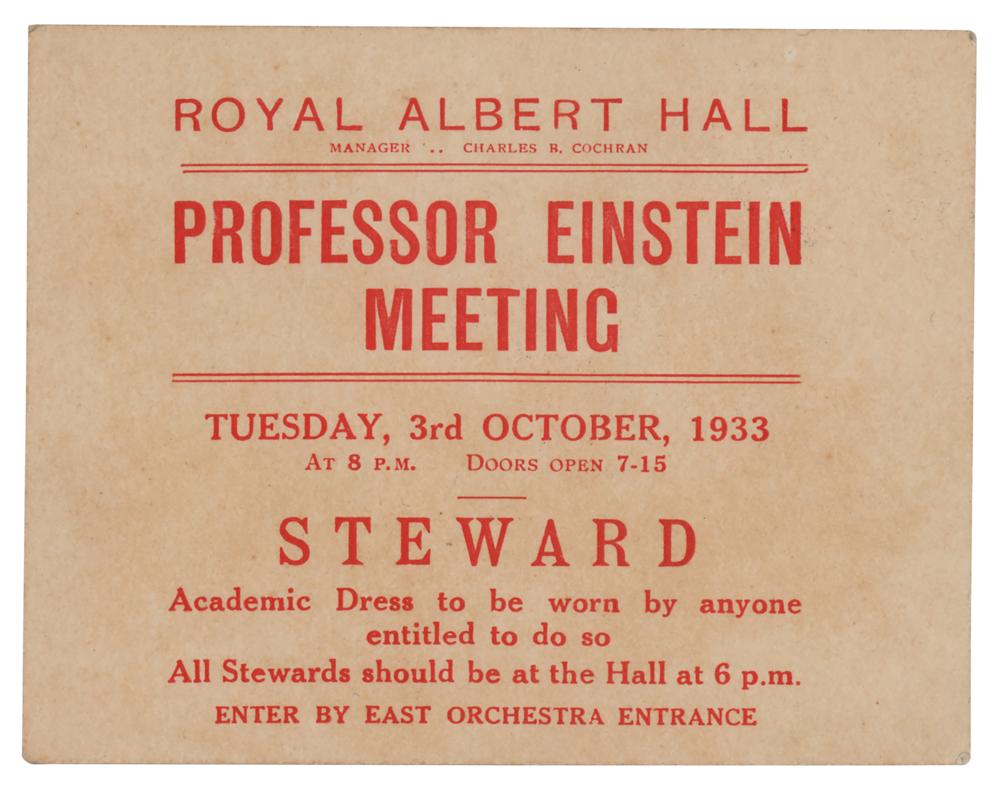 ROYAL ALBERT HALL
MANAGER .. CHARLES B. COCHRAN
PROFESSOR EINSTEIN
MEETING
TUESDAY, 3rd OCTOBER, 1933
AT 8 P.M. DOORS OPEN 7-15
STEWARD
Academic Dress to be worn by anyone
entitled to do so
All Stewards should be at the Hall at 6 p.m.
ENTER BY EAST ORCHESTRA ENTRANCE